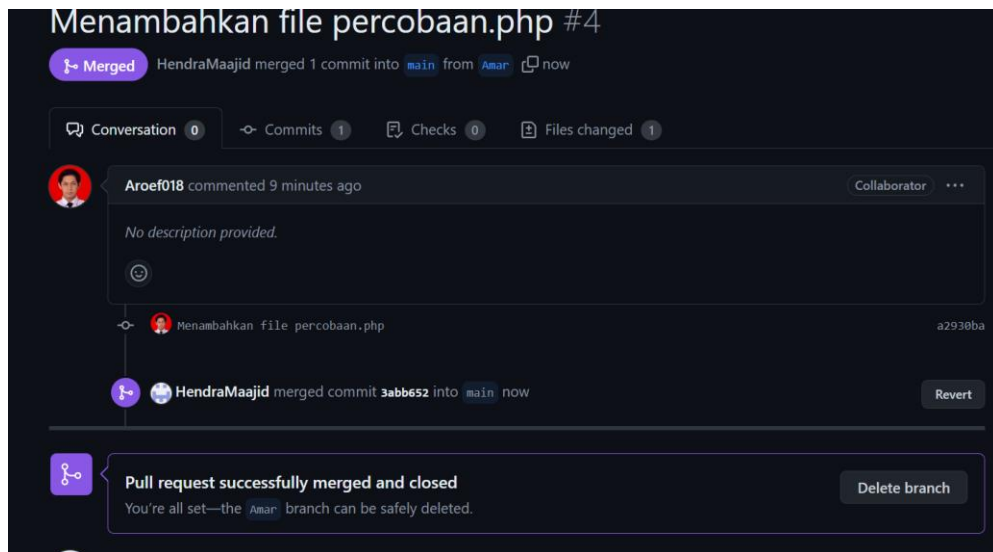 Menambahkan file percobaan.php #4
Merged HendraMaajid merged 1 commit into main from Amar now
Conversation 0 Commits 1 Checks 0 Files changed 1
Aroef018 commented 9 minutes ago Collaborator ...
No description provided.
Menambahkan file percobaan.php a2930ba
HendraMaajid merged commit 3abb652 into main now Revert
Pull request successfully merged and closed
You're all set—the Amar branch can be safely deleted.
Delete branch